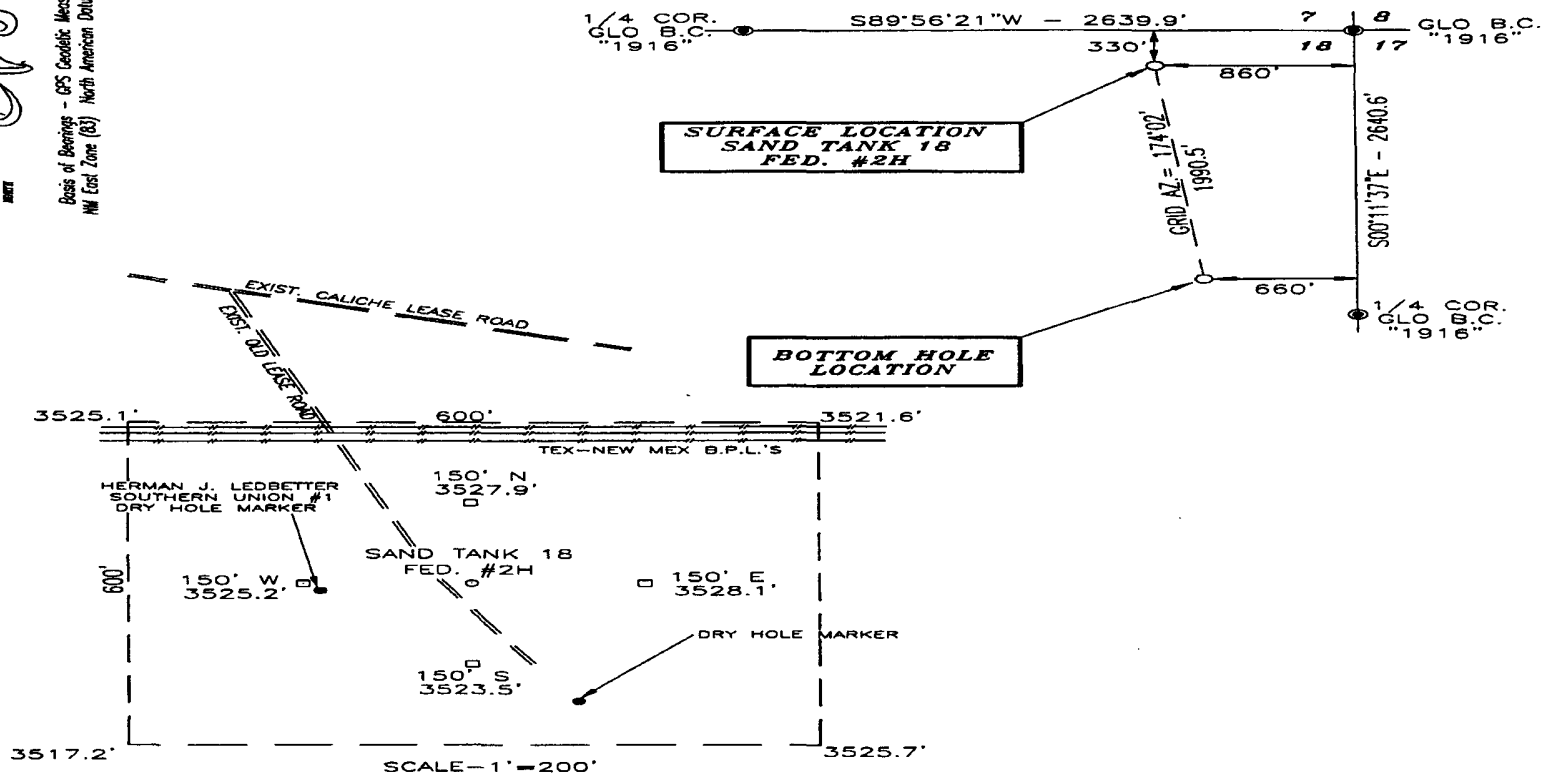 Basis of Bearings - GPS Geodetic Meas
NM East Zone (83) North American Datu
1/4 COR.
GLO B.C.
"1916"
S89°56'21"W - 2639.9'
7 8
18 17
GLO B.C.
"1916"
330'
860'
SURFACE LOCATION
SAND TANK 18
FED. #2H
GRID AZ.= 174°02'
1990.5'
S00°11'37"E - 2640.6'
660'
1/4 COR.
GLO B.C.
"1916"
BOTTOM HOLE
LOCATION
EXIST. CALICHE LEASE ROAD
EXIST. OLD LEASE ROAD
3525.1'
600'
3521.6'
TEX-NEW MEX B.P.L.'S
150' N
3527.9'
HERMAN J. LEDBETTER
SOUTHERN UNION #1
DRY HOLE MARKER
SAND TANK 18
FED. #2H
600'
150' W
3525.2'
150' E
3528.1'
DRY HOLE MARKER
150' S
3523.5'
3517.2'
3525.7'
SCALE-1'=200'